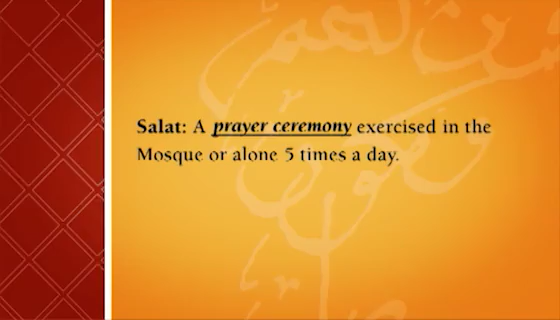 Salat: A prayer ceremony exercised in the
Mosque or alone 5 times a day.